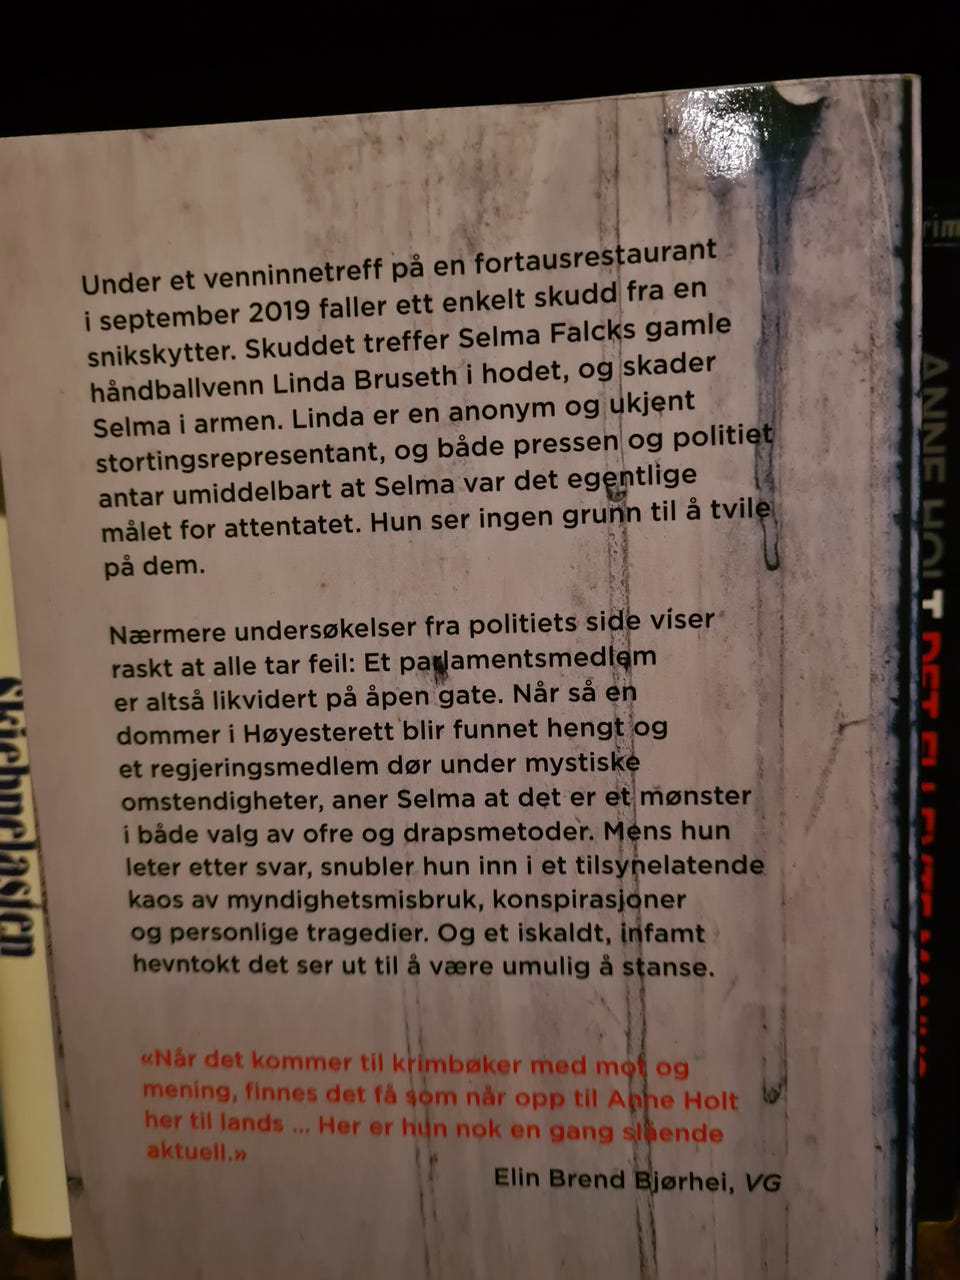 Under et venninnetreff på en fortausrestaurant
i september 2019 faller ett enkelt skudd fra en
snikskytter. Skuddet treffer Selma Falcks gamle
håndballvenn Linda Bruseth i hodet, og skader
Selma i armen. Linda er en anonym og ukjent
stortingsrepresentant, og både pressen og politiet
antar umiddelbart at Selma var det egentlige
målet for attentatet. Hun ser ingen grunn til å tvile
på dem.
Nærmere undersøkelser fra politiets side viser
raskt at alle tar feil: Et parlamentsmedlem
er altså likvidert på åpen gate. Når så en
dommer i Høyesterett blir funnet hengt og
et regjeringsmedlem dør under mystiske
omstendigheter, aner Selma at det er et mønster
i både valg av ofre og drapsmetoder. Mens hun
leter etter svar, snubler hun inn i et tilsynelatende
kaos av myndighetsmisbruk, konspirasjoner
og personlige tragedier. Og et iskaldt, infamt
hevntokt det ser ut til å være umulig å stanse.
«Når det kommer til krimbøker med mot og
mening, finnes det få som når opp til Anne Holt
her til lands ... Her er hun nok en gang slående
aktuell.»
Elin Brend Bjørhei, VG
ANNE HOLT DET